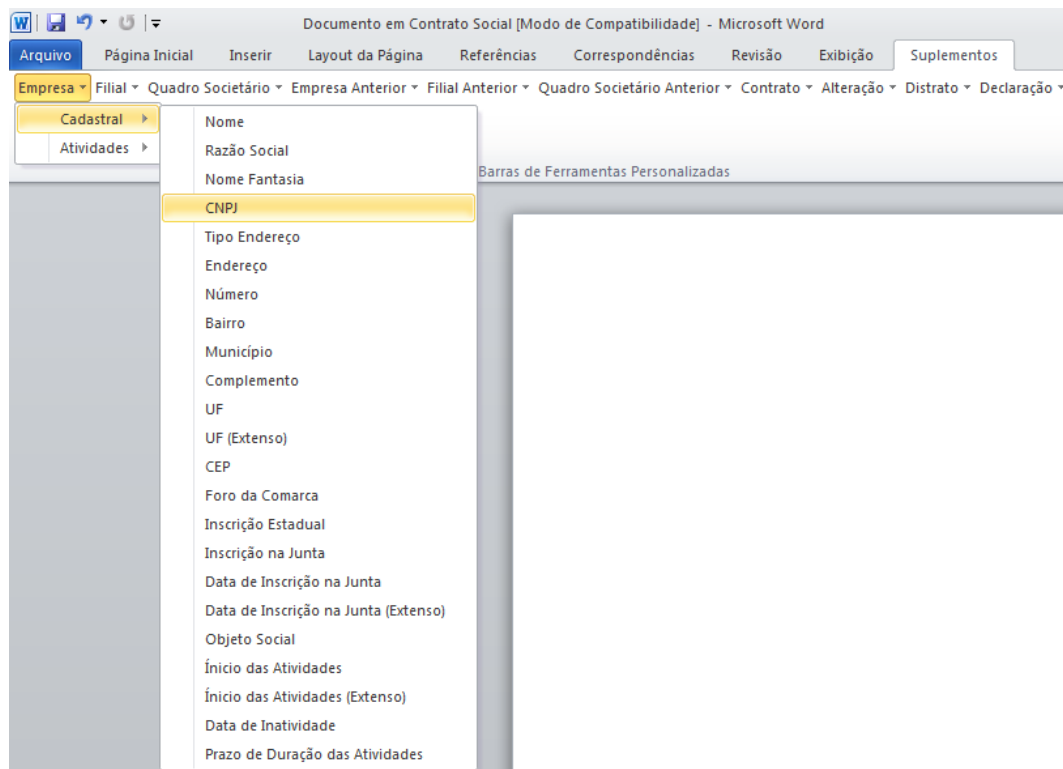 W
Documento em Contrato Social [Modo de Compatibilidade] - Microsoft Word
Arquivo Página Inicial Inserir Layout da Página Referências Correspondências Revisão Exibição Suplementos
Empresa Filial Quadro Societário Empresa Anterior Filial Anterior Quadro Societário Anterior Contrato Alteração Distrato Declaração
Cadastral
Atividades
Barras de Ferramentas Personalizadas
Nome
Razão Social
Nome Fantasia
CNPJ
Tipo Endereço
Endereço
Número
Bairro
Município
Complemento
UF
UF (Extenso)
CEP
Foro da Comarca
Inscrição Estadual
Inscrição na Junta
Data de Inscrição na Junta
Data de Inscrição na Junta (Extenso)
Objeto Social
Ínicio das Atividades
Ínicio das Atividades (Extenso)
Data de Inatividade
Prazo de Duração das Atividades